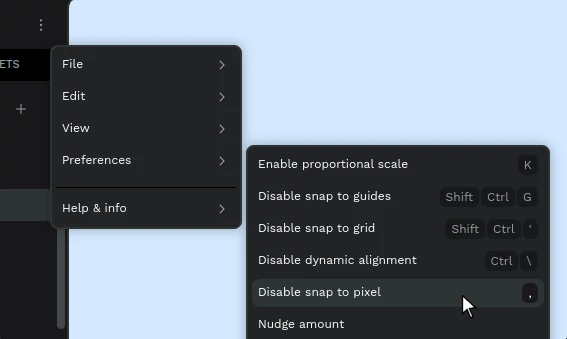 ETS
File
Edit
View
Preferences
Help & info
Enable proportional scale K
Disable snap to guides Shift Ctrl G
Disable snap to grid Shift Ctrl '
Disable dynamic alignment Ctrl \
Disable snap to pixel ,
Nudge amount